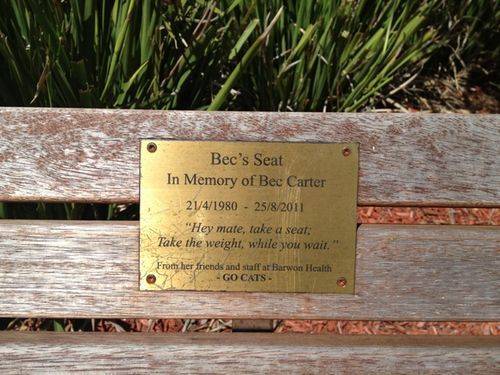 Bec's Seat
In Memory of Bec Carter
21/4/1980 - 25/8/2011
"Hey mate, take a seat;
Take the weight, while you wait."
From her friends and staff at Barwon Health
- GO CATS -